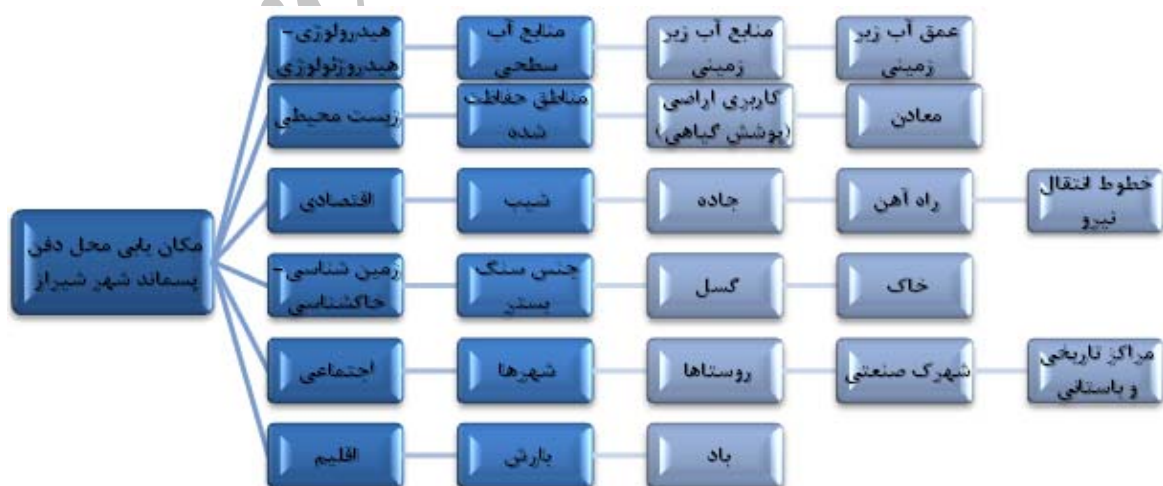 هیدرولوژی-
هیدروژئولوژی
منابع آب
سطحی
منابع آب زیر
زمینی
عمق آب زیر
زمینی
زیست محیطی
مناطق حفاظت
شده
کاربری اراضی
(پوشش گیاهی)
معادن
اقتصادی
شیب
جاده
راه آهن
خطوط انتقال
نیرو
مکان یابی محل دفن
پسماند شهر شیراز
زمین شناسی-
خاکشناسی
جنس سنگ
بستر
گسل
خاک
اجتماعی
شهرها
روستاها
شهرک صنعتی
مراکز تاریخی
و باستانی
اقلیم
بارش
باد